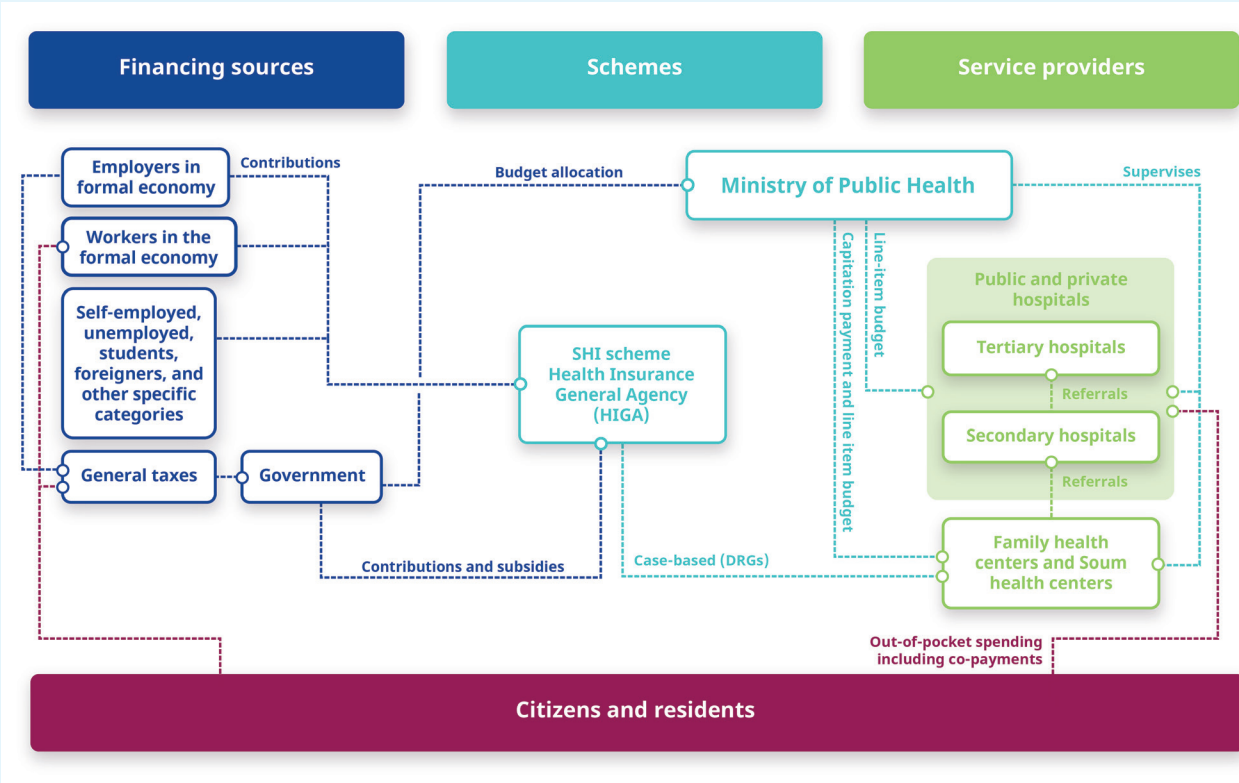 Financing sources
Schemes
Service providers
Employers in
formal economy
Contributions
Workers in the
formal economy
Self-employed,
unemployed,
students,
foreigners, and
other specific
categories
General taxes
Government
Budget allocation
Contributions and subsidies
Ministry of Public Health
SHI scheme
Health Insurance
General Agency
(HIGA)
Case-based (DRGs)
Capitation payment and line item budget
Line-item budget
Supervises
Public and private
hospitals
Tertiary hospitals
Referrals
Secondary hospitals
Referrals
Family health
centers and Soum
health centers
Out-of-pocket spending
including co-payments
Citizens and residents